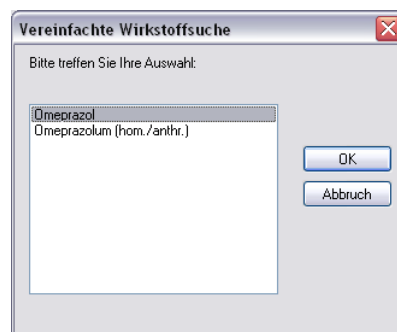 Vereinfachte Wirkstoffsuche
Bitte treffen Sie Ihre Auswahl:
Omeprazol
Omeprazolum (hom./anthr.)
OK
Abbruch